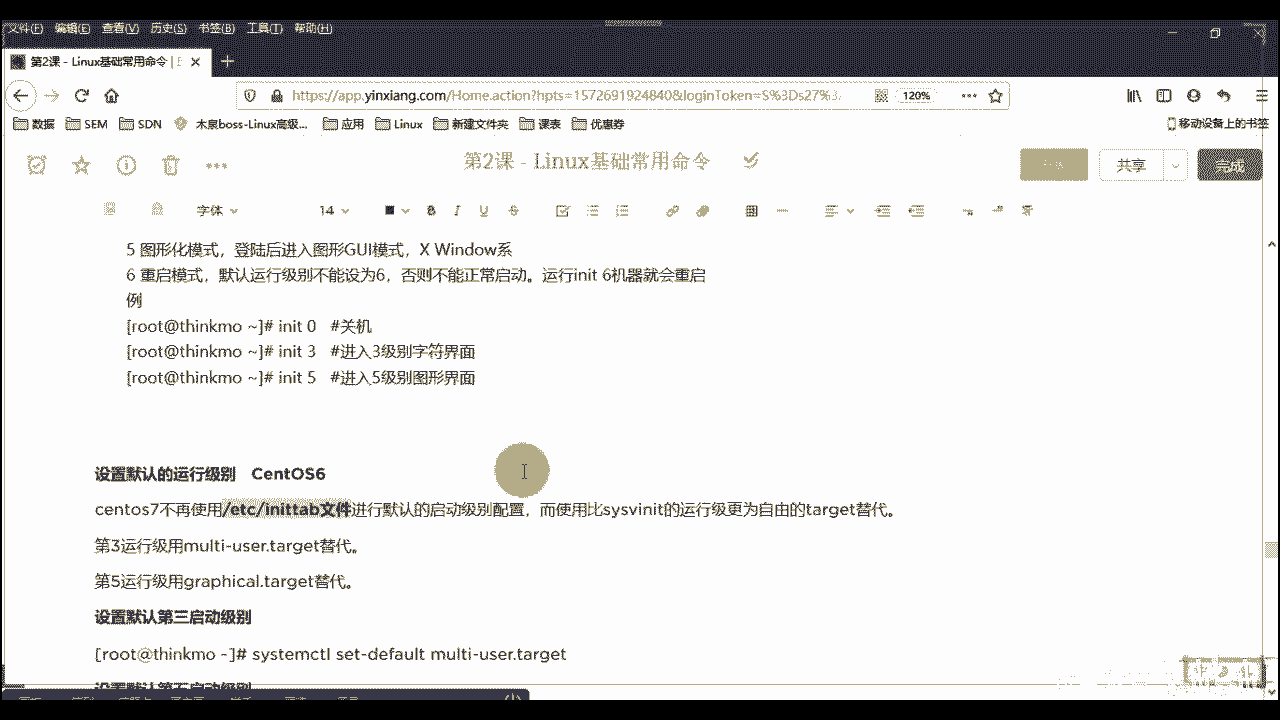 文件(F) 编辑(E) 查看(V) 历史(S) 书签(B) 工具(T) 帮助(H)
第2课 - Linux基础常用命令 | E
https://app.yinxiang.com/Home.action?hpts=1572691924840&loginToken=S%3Ds27%3 120%
数据 SEM SDN 木泉boss-Linux高级... 应用 Linux 新建文件夹 课表 优惠券 移动设备上的书签
第2课 - Linux基础常用命令
共享 完成
字体 14 B I U S
5 图形化模式，登陆后进入图形GUI模式，X Window系
6 重启模式，默认运行级别不能设为6，否则不能正常启动。运行init 6机器就会重启
例
[root@thinkmo ~]# init 0 #关机
[root@thinkmo ~]# init 3 #进入3级别字符界面
[root@thinkmo ~]# init 5 #进入5级别图形界面
设置默认的运行级别 CentOS6
centos7不再使用/etc/inittab文件进行默认的启动级别配置，而使用比sysvinit的运行级更为自由的target替代。
第3运行级用multi-user.target替代。
第5运行级用graphical.target替代。
设置默认第三启动级别
[root@thinkmo ~]# systemctl set-default multi-user.target